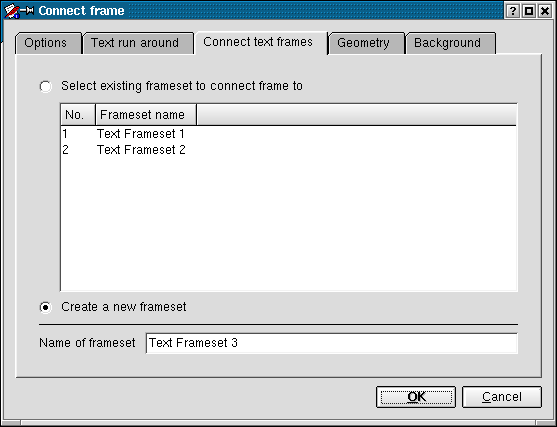 Connect frame
Options Text run around Connect text frames Geometry Background
Select existing frameset to connect frame to
No. Frameset name
1 Text Frameset 1
2 Text Frameset 2
Create a new frameset
Name of frameset Text Frameset 3
OK Cancel